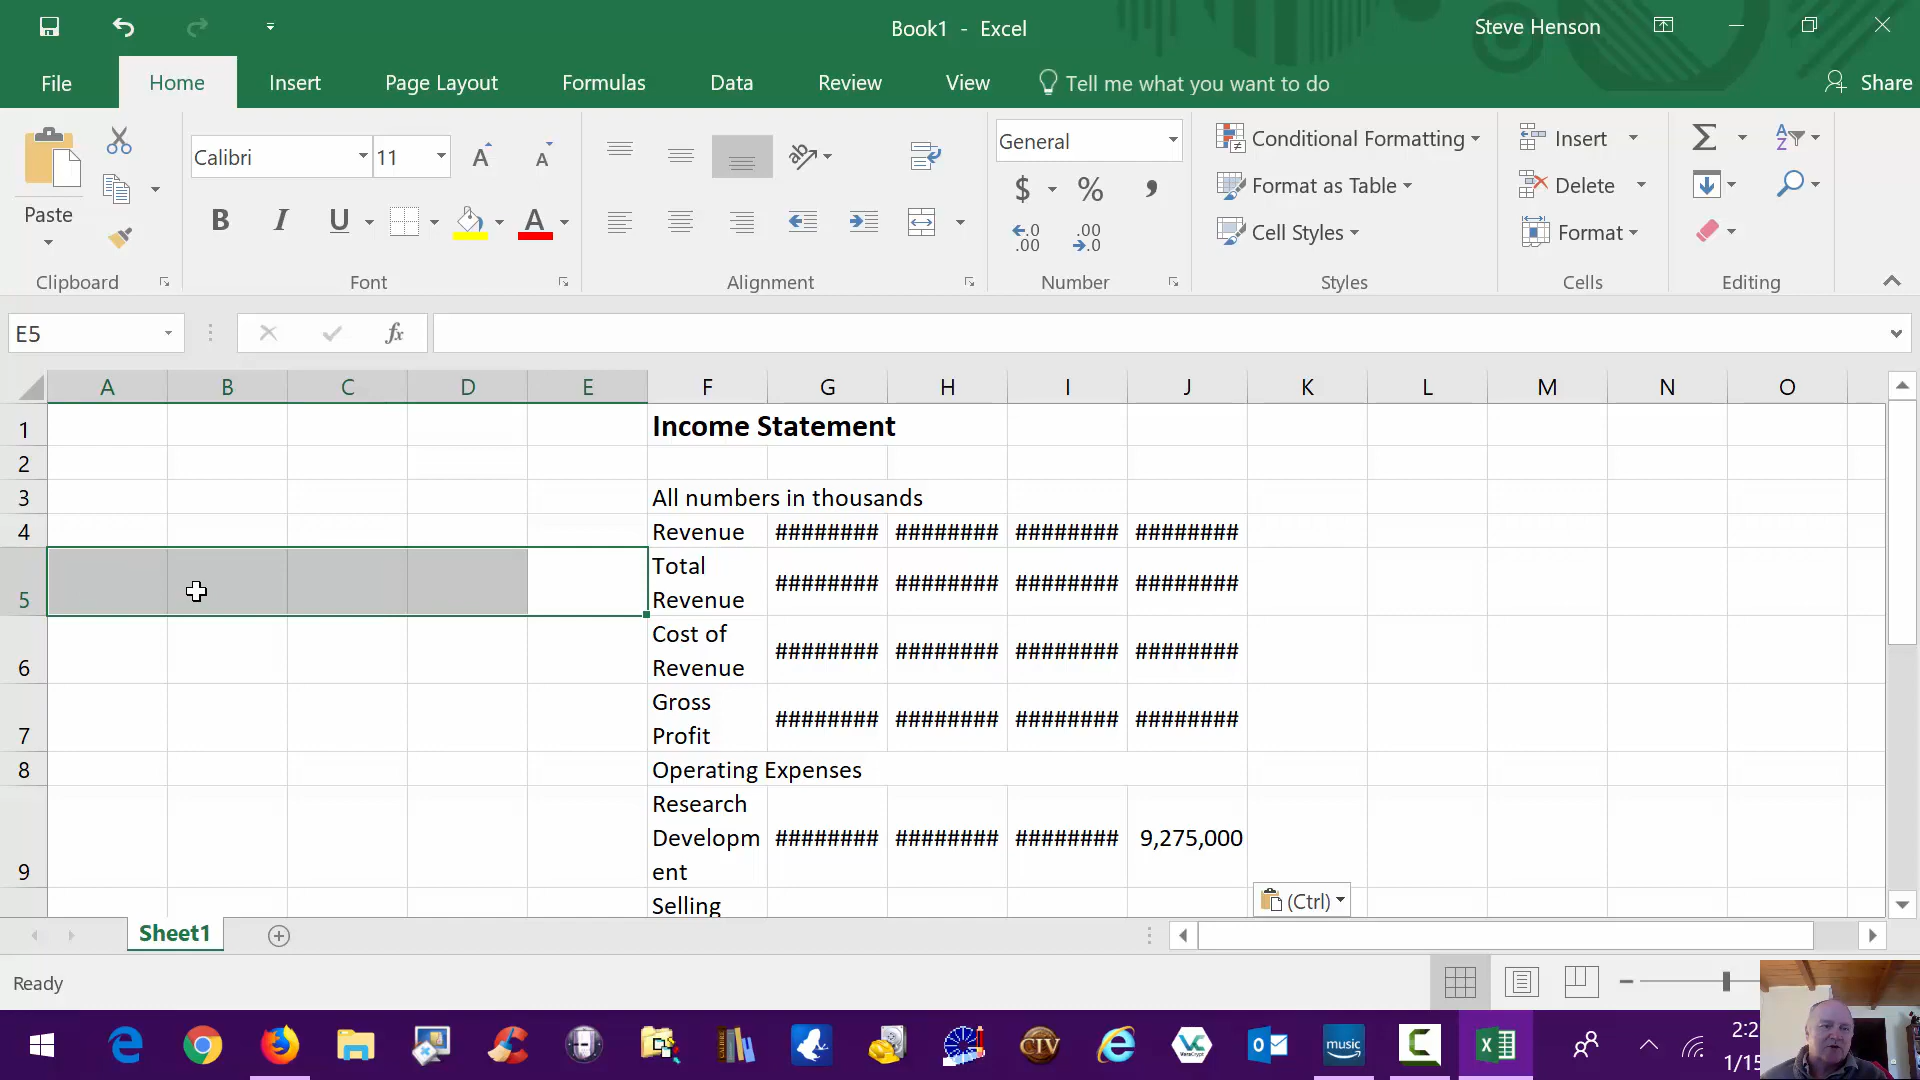 Book1 - Excel
Steve Henson
File Home Insert Page Layout Formulas Data Review View Tell me what you want to do Share
Paste
Calibri 11
General
Conditional Formatting
Format as Table
Cell Styles
Insert
Delete
Format
Clipboard Font Alignment Number Styles Cells Editing
E5
A B C D E F G H I J K L M N O
1 Income Statement
2
3 All numbers in thousands
4 Revenue ######## ######## ######## ########
5 Total Revenue ######## ######## ######## ########
6 Cost of Revenue ######## ######## ######## ########
7 Gross Profit ######## ######## ######## ########
8 Operating Expenses
9 Research Development ######## ######## ######## 9,275,000
Selling
(Ctrl)
Sheet1
Ready
CIV
music